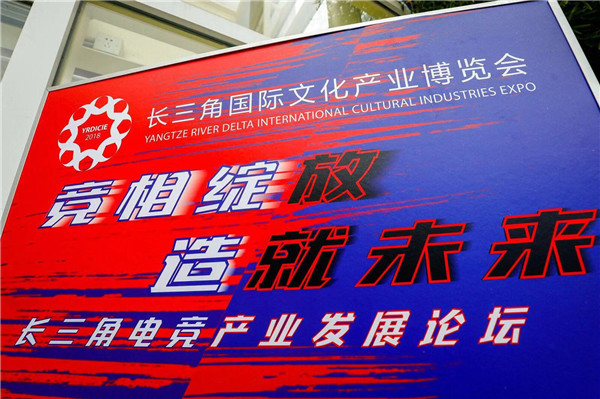 YRDICIE
2018
长三角国际文化产业博览会
YANGTZE RIVER DELTA INTERNATIONAL CULTURAL INDUSTRIES EXPO
竞相绽放
造就未来
长三角电竞产业发展论坛